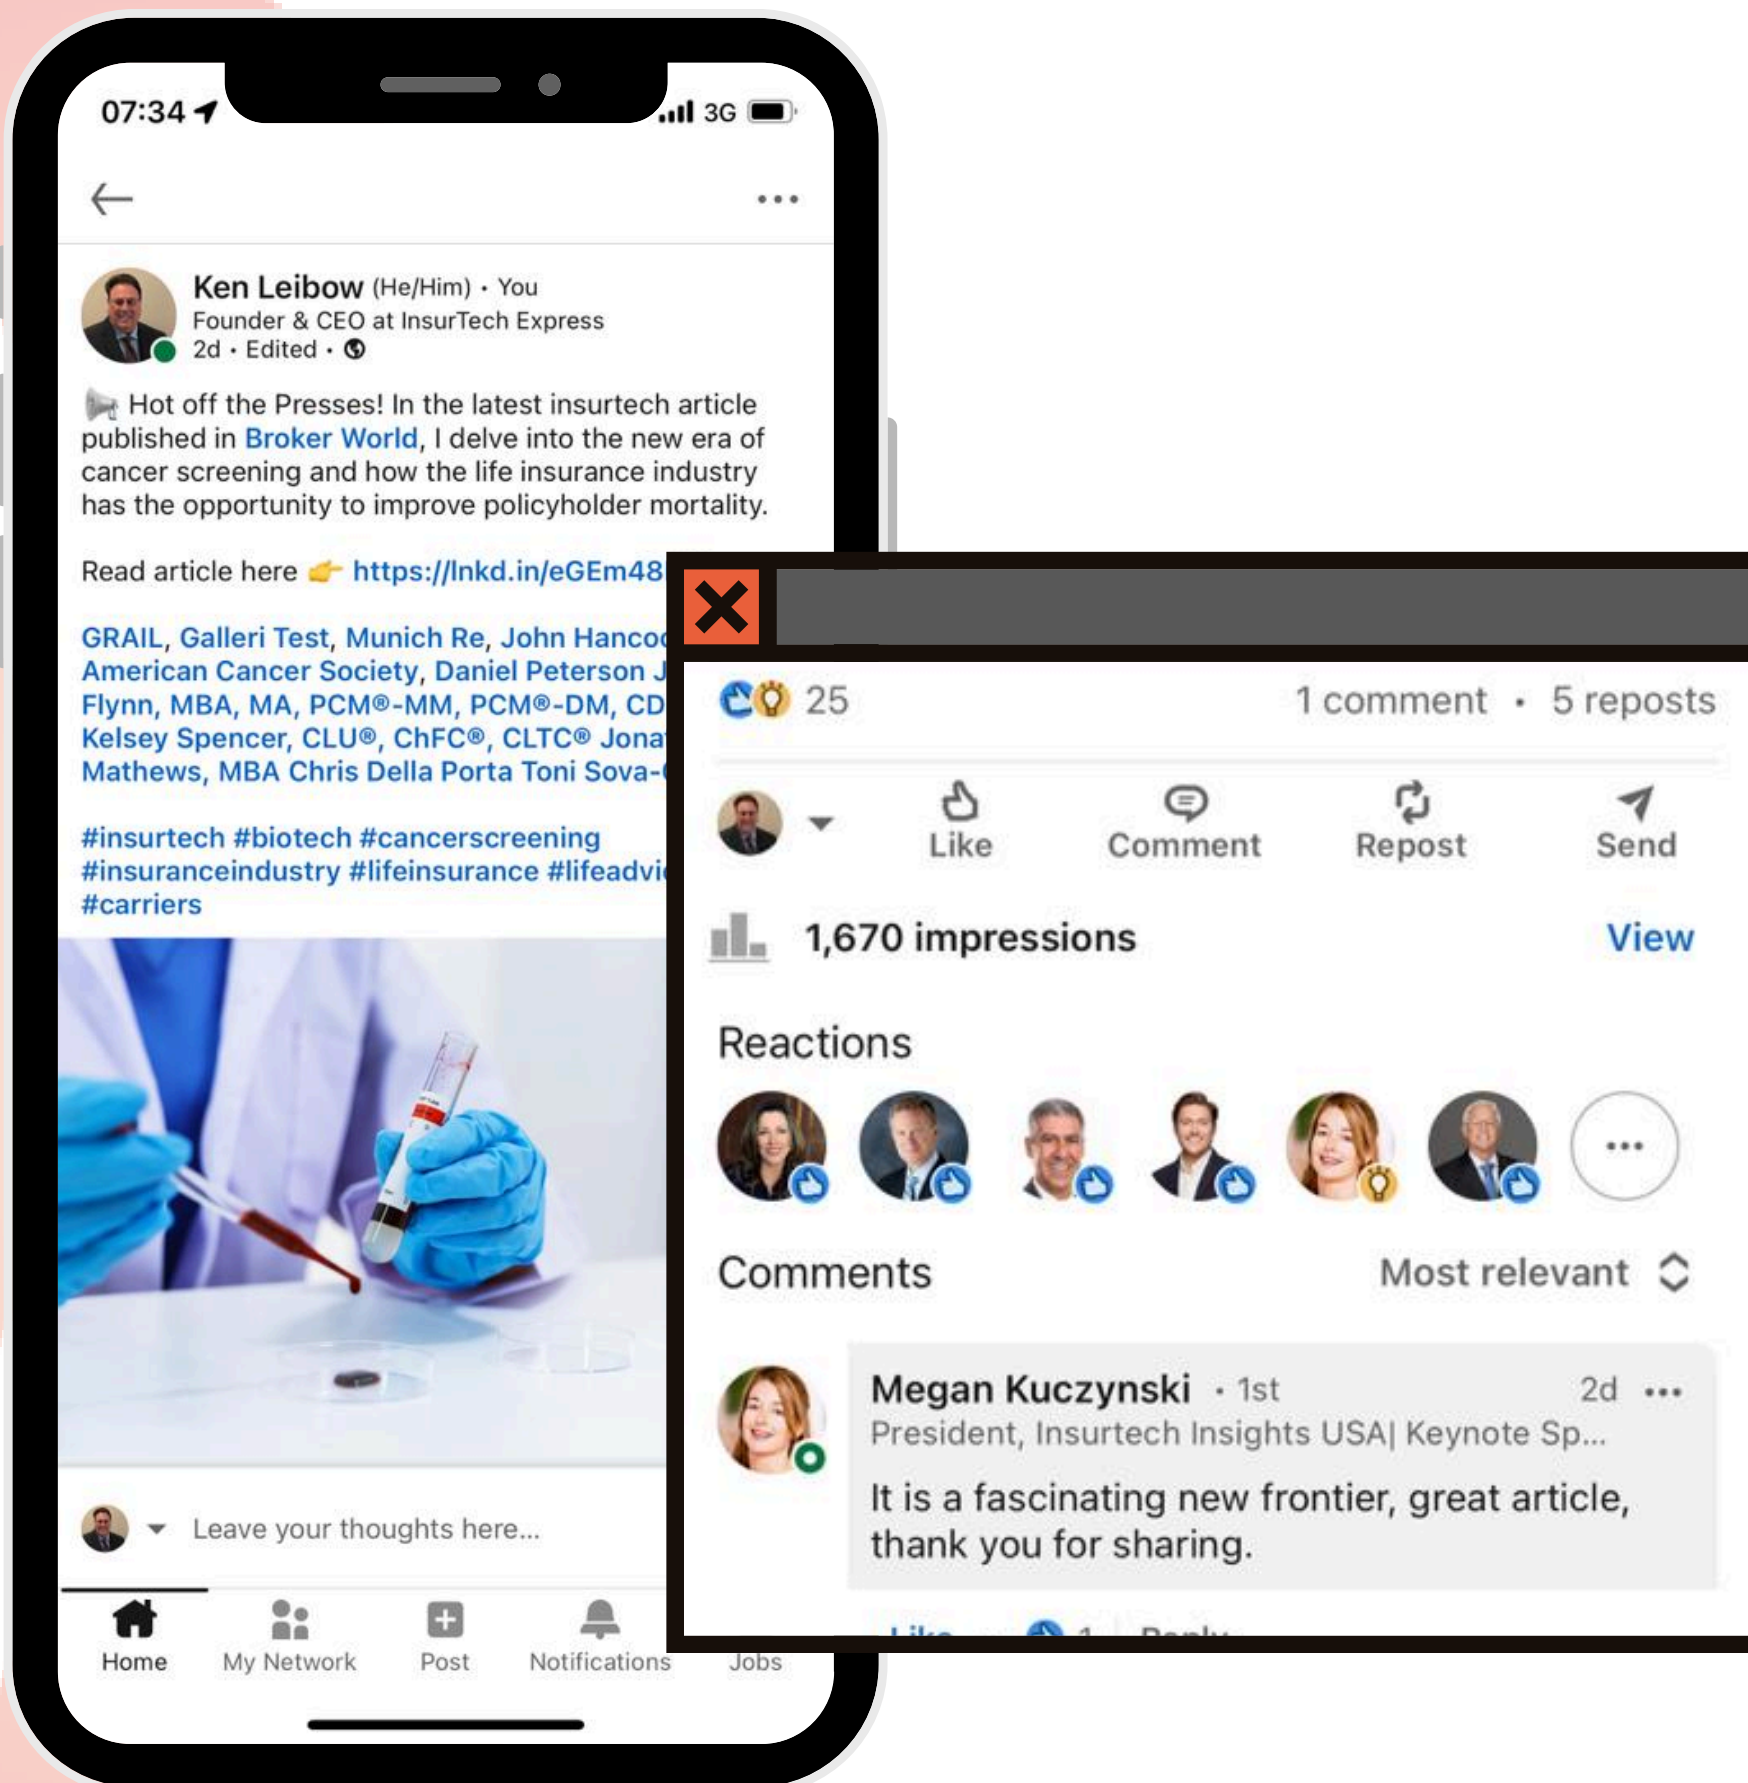 07:34
3G
Ken Leibow (He/Him) • You
Founder & CEO at InsurTech Express
2d • Edited •
Hot off the Presses! In the latest insurtech article
published in Broker World, I delve into the new era of
cancer screening and how the life insurance industry
has the opportunity to improve policyholder mortality.
Read article here 👉 https://lnkd.in/eGEm48
GRAIL, Galleri Test, Munich Re, John
American Cancer Society, Daniel Peterson
Flynn, MBA, MA, PCM®-MM, PCM®-DM,
Kelsey Spencer, CLU®, ChFC®, CLTC®
Mathews, MBA Chris Della Porta Toni
#insurtech #biotech #cancerscreening
#insuranceindustry #lifeinsurance
#carriers
Leave your thoughts here...
Home
My Network
Post
Notifications
Jobs
25
1 comment • 5 reposts
Like
Comment
Repost
Send
1,670 impressions
View
Reactions
Comments
Most relevant
Megan Kuczynski • 1st
2d
President, Insurtech Insights USA| Keynote Sp...
It is a fascinating new frontier, great article,
thank you for sharing.
Like
1
Reply